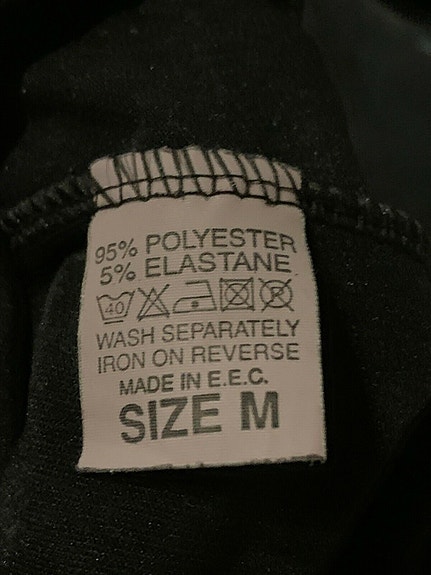 95% POLYESTER
5% ELASTANE
40
WASH SEPARATELY
IRON ON REVERSE
MADE IN E.E.C.
SIZE M